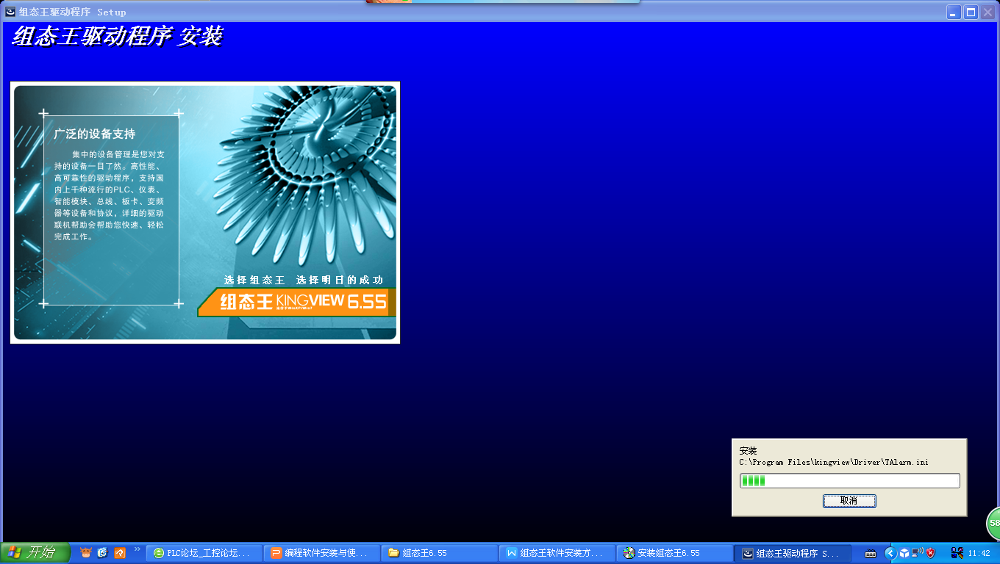 组态王驱动程序 Setup
组态王驱动程序 安装
广泛的设备支持
集中的设备管理是您对支
持的设备一目了然。高性能、
高可靠性的驱动程序，支持国
内上千种流行的PLC、仪表、
智能模块、总线、板卡、变频
器等设备和协议，详细的驱动
联机帮助会帮助您快速、轻松
完成工作。
选择组态王 选择明日的成功
组态王 KINGVIEW 6.55
安装
C:\Program Files\kingview\Driver\TAlarm.ini
取消
58
开始
PLC论坛_工控论坛...
编程软件安装与使...
组态王6.55
组态王软件安装方...
安装组态王6.55
组态王驱动程序 S...
11:42